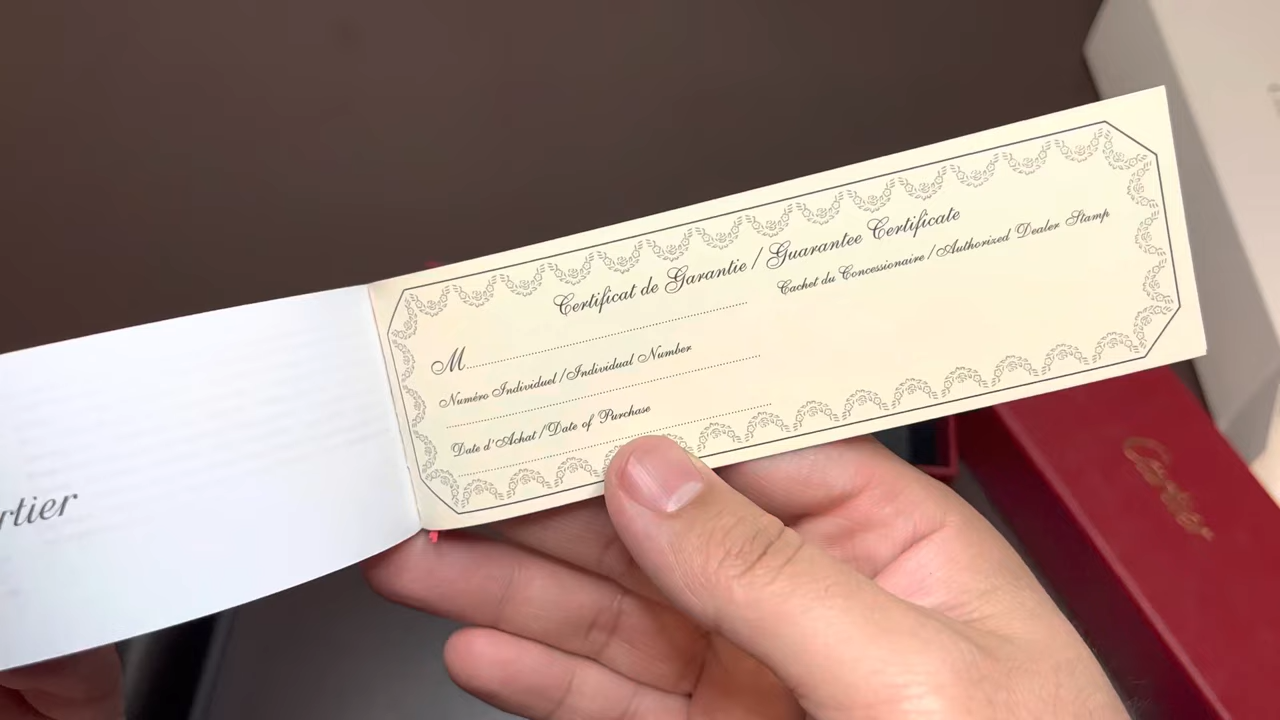 Certificat de Garantie / Guarantee Certificate
Cachet du Concessionaire / Authorized Dealer Stamp
M
Numéro Individuel / Individual Number
Date d'Achat / Date of Purchase
rtier
Cartier